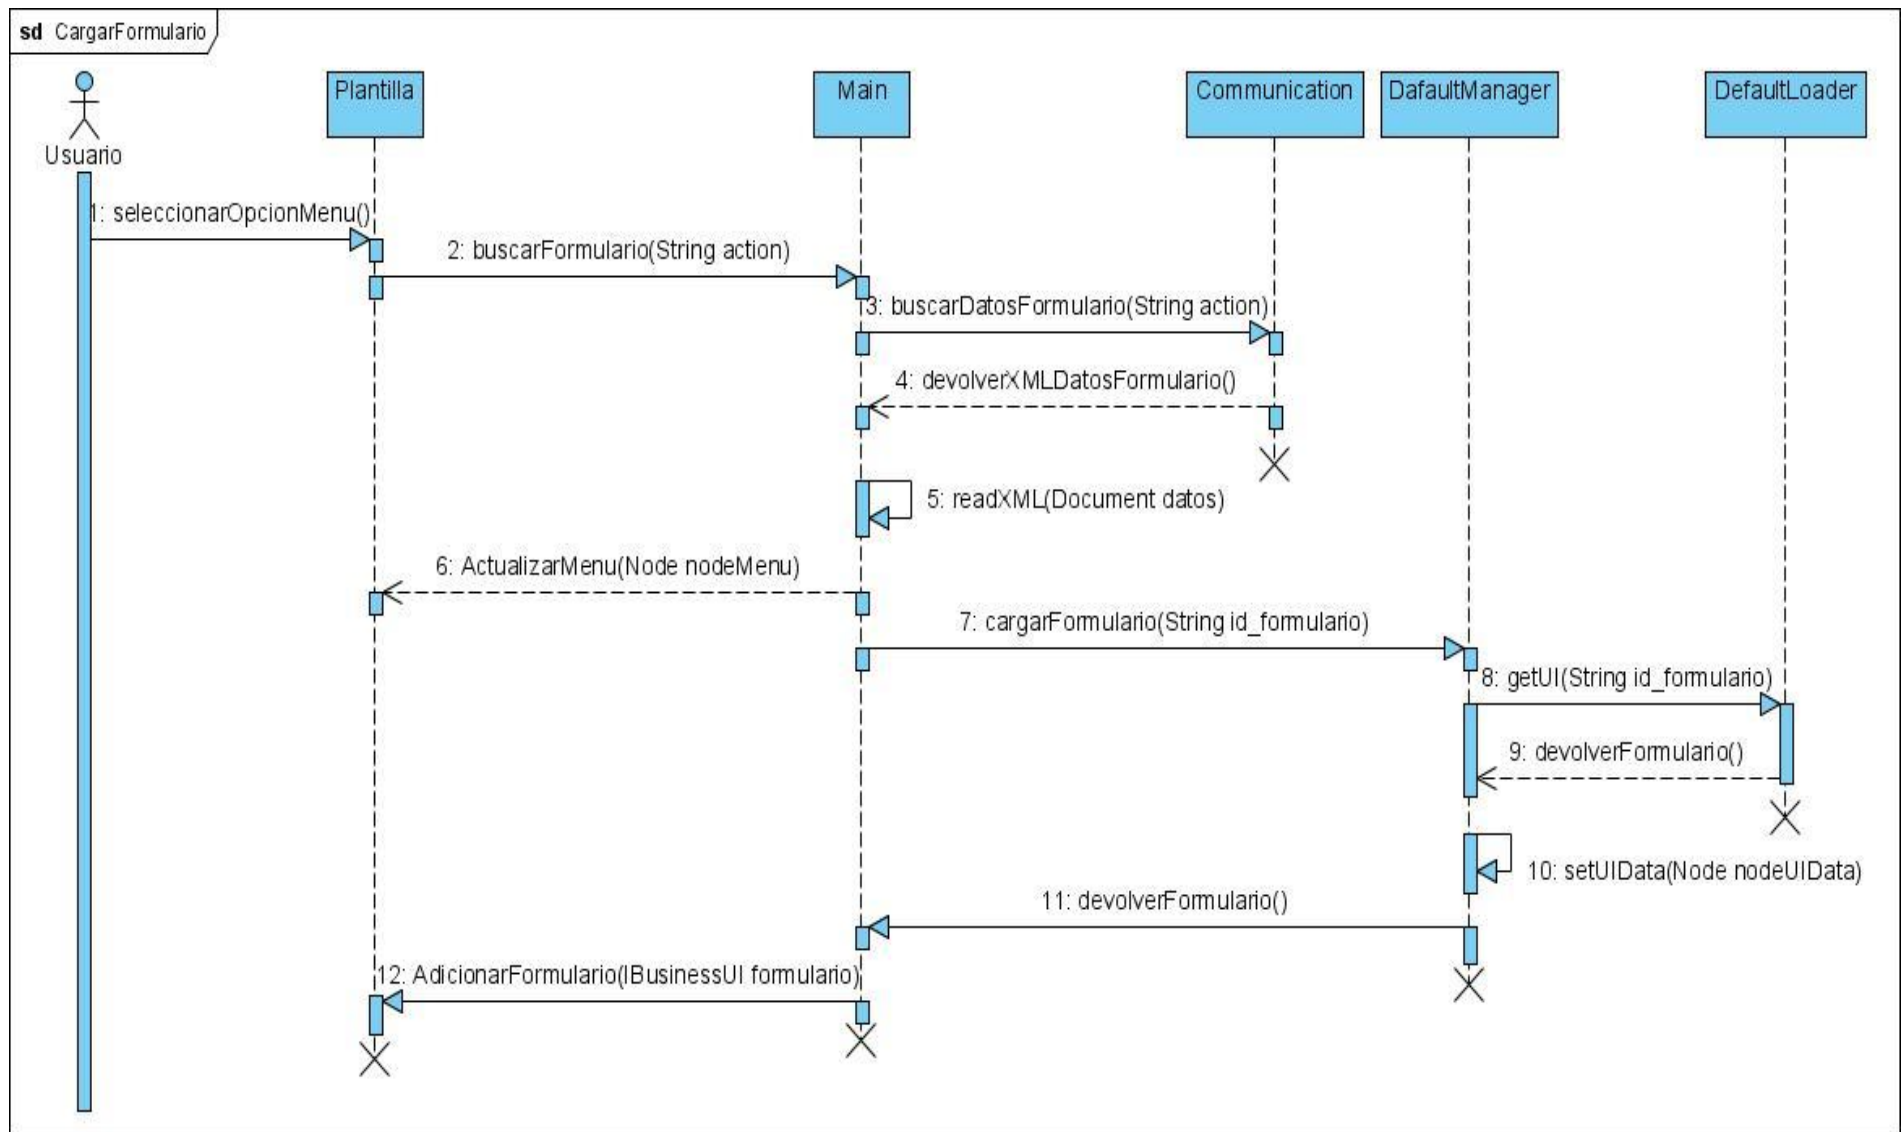 sd CargarFormulario
Usuario
Plantilla
Main
Communication
DafaultManager
DefaultLoader
1: seleccionarOpcionMenu()
2: buscarFormulario(String action)
3: buscarDatosFormulario(String action)
4: devolverXMLDatosFormulario()
5: readXML(Document datos)
6: ActualizarMenu(Node nodeMenu)
7: cargarFormulario(String id_formulario)
8: getUI(String id_formulario)
9: devolverFormulario()
10: setUIData(Node nodeUIData)
11: devolverFormulario()
12: AdicionarFormulario(IBusinessUI formulario)